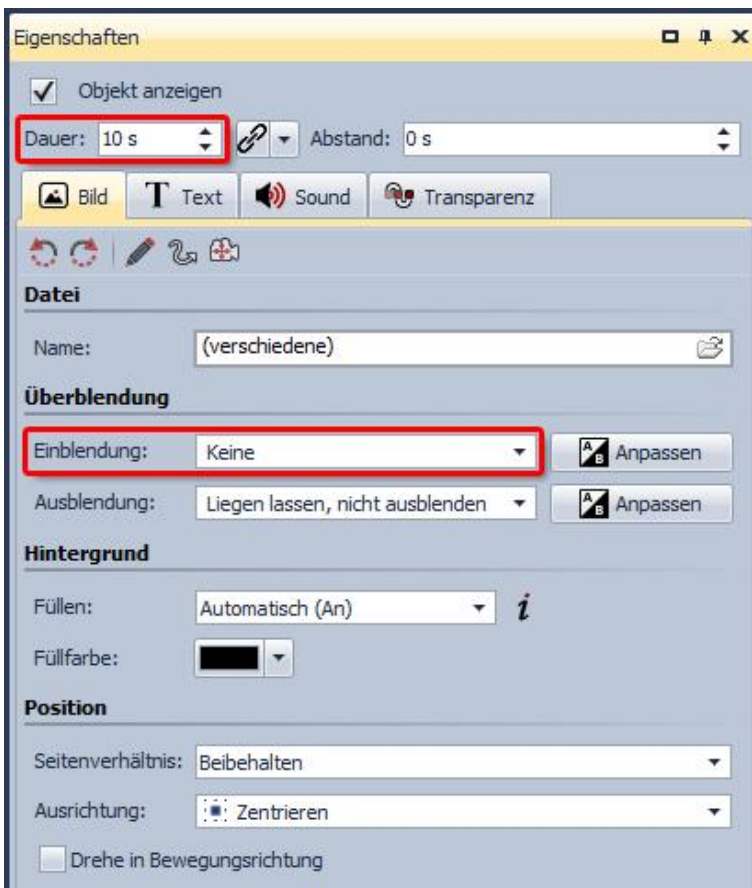 Eigenschaften
Objekt anzeigen
Dauer: 10 s Abstand: 0 s
Bild T Text Sound Transparenz
Datei
Name: (verschiedene)
Überblendung
Einblendung: Keine A/B Anpassen
Ausblendung: Liegen lassen, nicht ausblenden A/B Anpassen
Hintergrund
Füllen: Automatisch (An) i
Füllfarbe:
Position
Seitenverhältnis: Beibehalten
Ausrichtung: Zentrieren
Drehe in Bewegungsrichtung